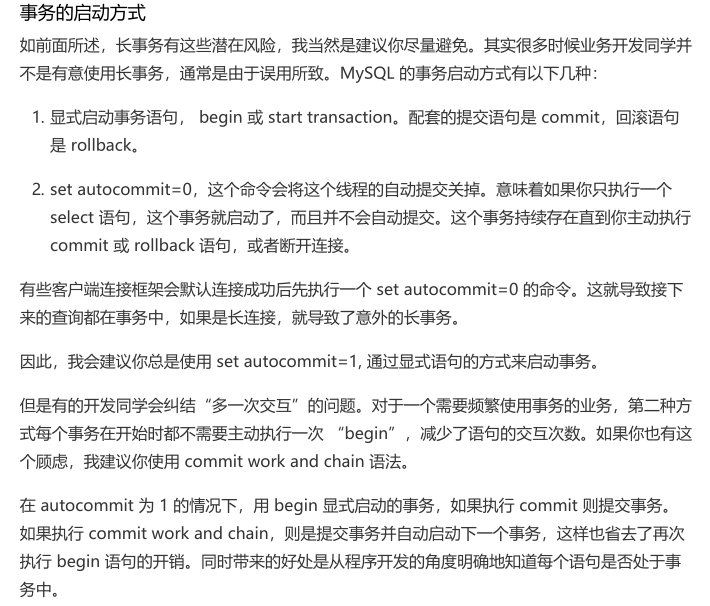 事务的启动方式
如前面所述，长事务有这些潜在风险，我当然是建议你尽量避免。其实很多时候业务开发同学并
不是有意使用长事务，通常是由于误用所致。MySQL 的事务启动方式有以下几种：
1. 显式启动事务语句， begin 或 start transaction。配套的提交语句是 commit，回滚语句
是 rollback。
2. set autocommit=0，这个命令会将这个线程的自动提交关掉。意味着如果你只执行一个
select 语句，这个事务就启动了，而且并不会自动提交。这个事务持续存在直到你主动执行
commit 或 rollback 语句，或者断开连接。
有些客户端连接框架会默认连接成功后先执行一个 set autocommit=0 的命令。这就导致接下
来的查询都在事务中，如果是长连接，就导致了意外的长事务。
因此，我会建议你总是使用 set autocommit=1, 通过显式语句的方式来启动事务。
但是有的开发同学会纠结“多一次交互”的问题。对于一个需要频繁使用事务的业务，第二种方
式每个事务在开始时都不需要主动执行一次 “begin”，减少了语句的交互次数。如果你也有这
个顾虑，我建议你使用 commit work and chain 语法。
在 autocommit 为 1 的情况下，用 begin 显式启动的事务，如果执行 commit 则提交事务。
如果执行 commit work and chain，则是提交事务并自动启动下一个事务，这样也省去了再次
执行 begin 语句的开销。同时带来的好处是从程序开发的角度明确地知道每个语句是否处于事
务中。